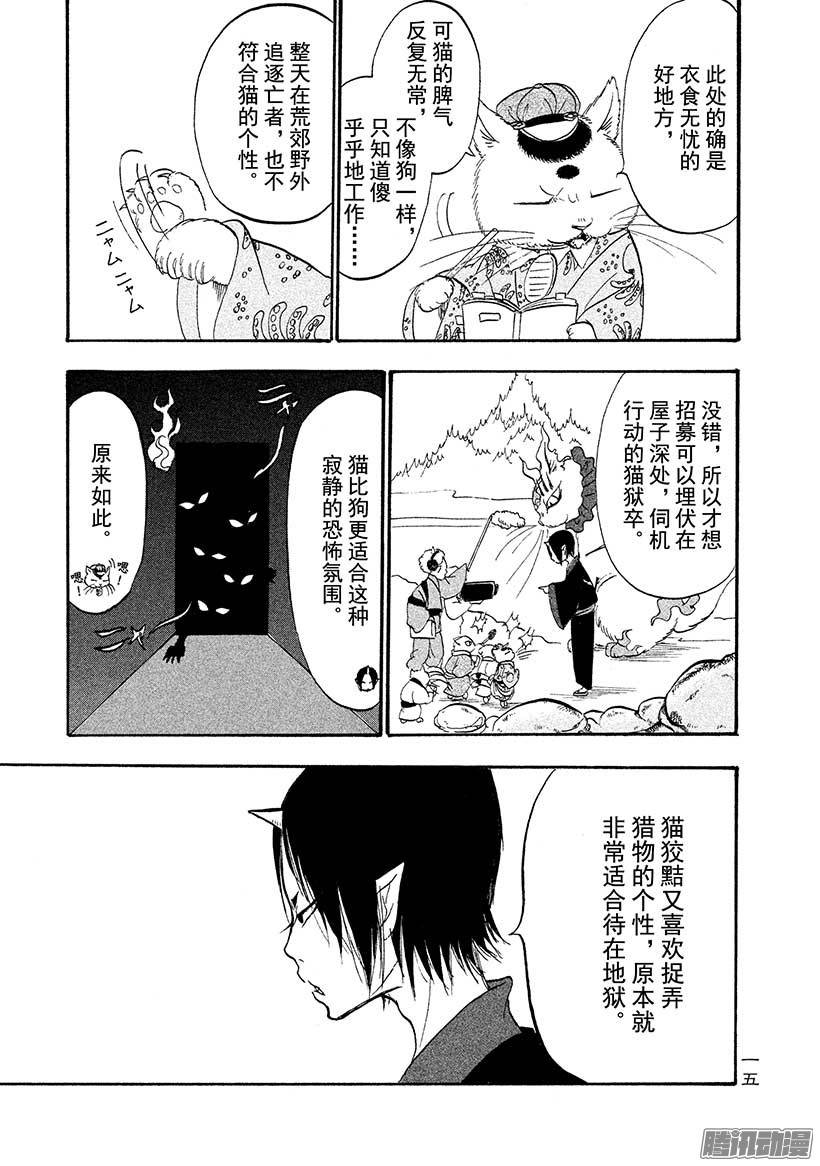 此处的确是
衣食无忧的
好地方，
可猫的脾气
反复无常，
不像狗一样，
只知道傻
乎乎地工作……
整天在荒郊野外
追逐亡者，也不
符合猫的个性。
ニャム ニャム
没错，所以才想
招募可以埋伏在
屋子深处，伺机
行动的猫狱卒。
猫比狗更适合这种
寂静的恐怖氛围。
原来如此。
嗯！
嗯！
猫狡黠又喜欢捉弄
猎物的个性，原本就
非常适合待在地狱。
一五
腾讯动漫